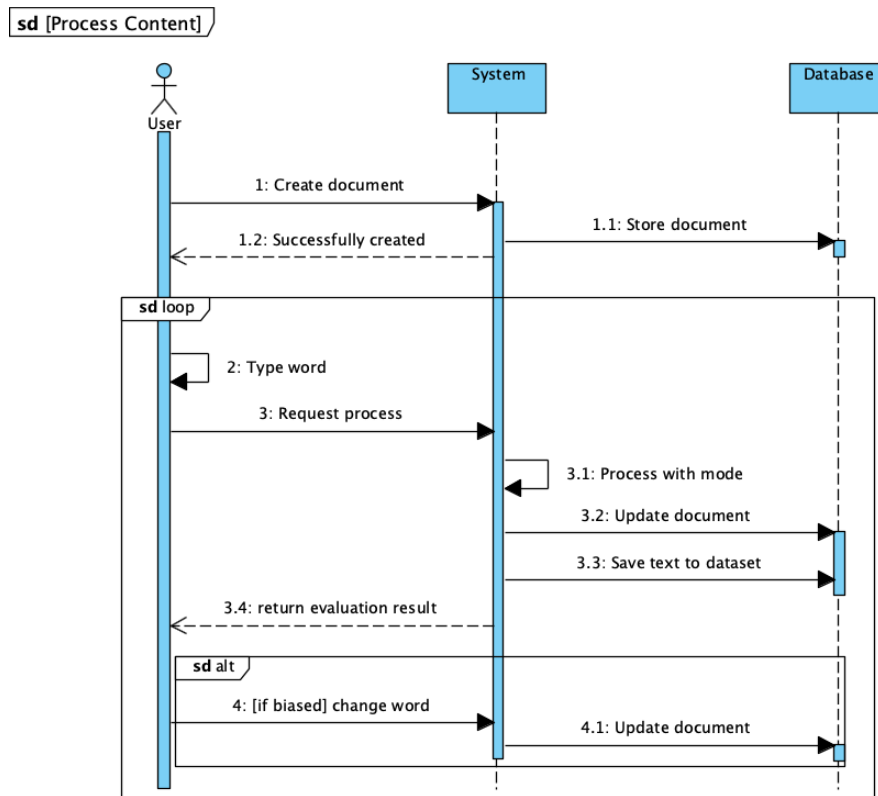 sd [Process Content]
User
System
Database
1: Create document
1.1: Store document
1.2: Successfully created
sd loop
2: Type word
3: Request process
3.1: Process with mode
3.2: Update document
3.3: Save text to dataset
3.4: return evaluation result
sd alt
4: [if biased] change word
4.1: Update document